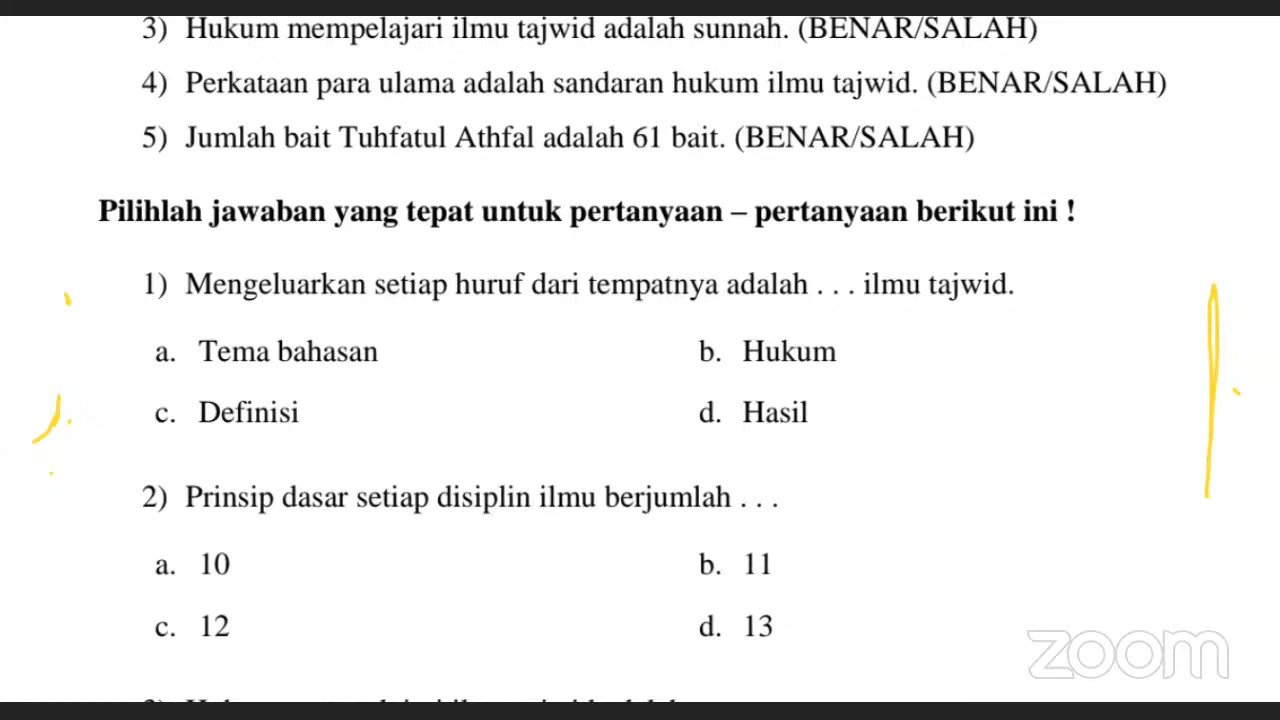 3) Hukum mempelajari ilmu tajwid adalah sunnah. (BENAR/SALAH)
4) Perkataan para ulama adalah sandaran hukum ilmu tajwid. (BENAR/SALAH)
5) Jumlah bait Tuhfatul Athfal adalah 61 bait. (BENAR/SALAH)
Pilihlah jawaban yang tepat untuk pertanyaan – pertanyaan berikut ini !
1) Mengeluarkan setiap huruf dari tempatnya adalah . . . ilmu tajwid.
a. Tema bahasan b. Hukum
c. Definisi d. Hasil
2) Prinsip dasar setiap disiplin ilmu berjumlah . . .
a. 10 b. 11
c. 12 d. 13
zoom